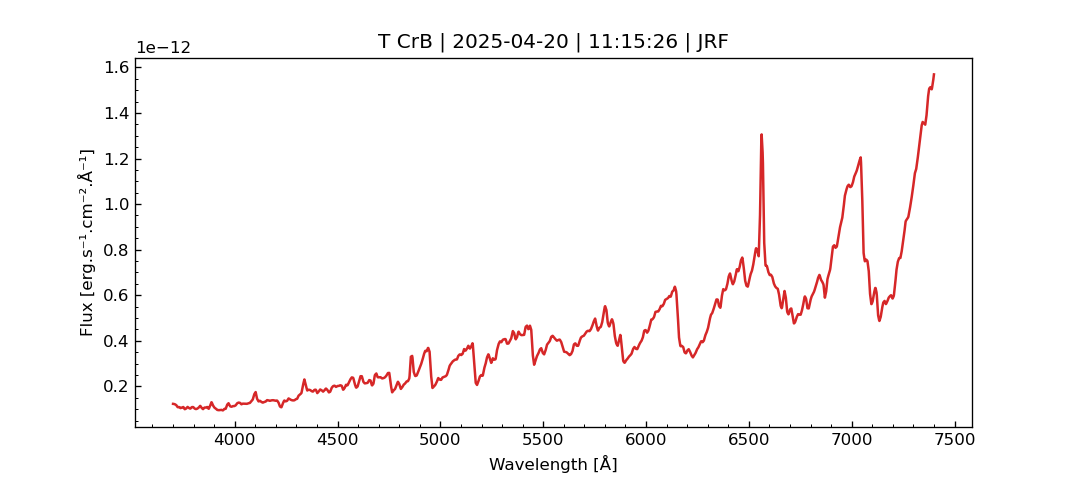 T CrB | 2025-04-20 | 11:15:26 | JRF
1e−12
1.6
1.4
1.2
1.0
0.8
0.6
0.4
0.2
Flux [erg.s⁻¹.cm⁻².Å⁻¹]
4000 4500 5000 5500 6000 6500 7000 7500
Wavelength [Å]